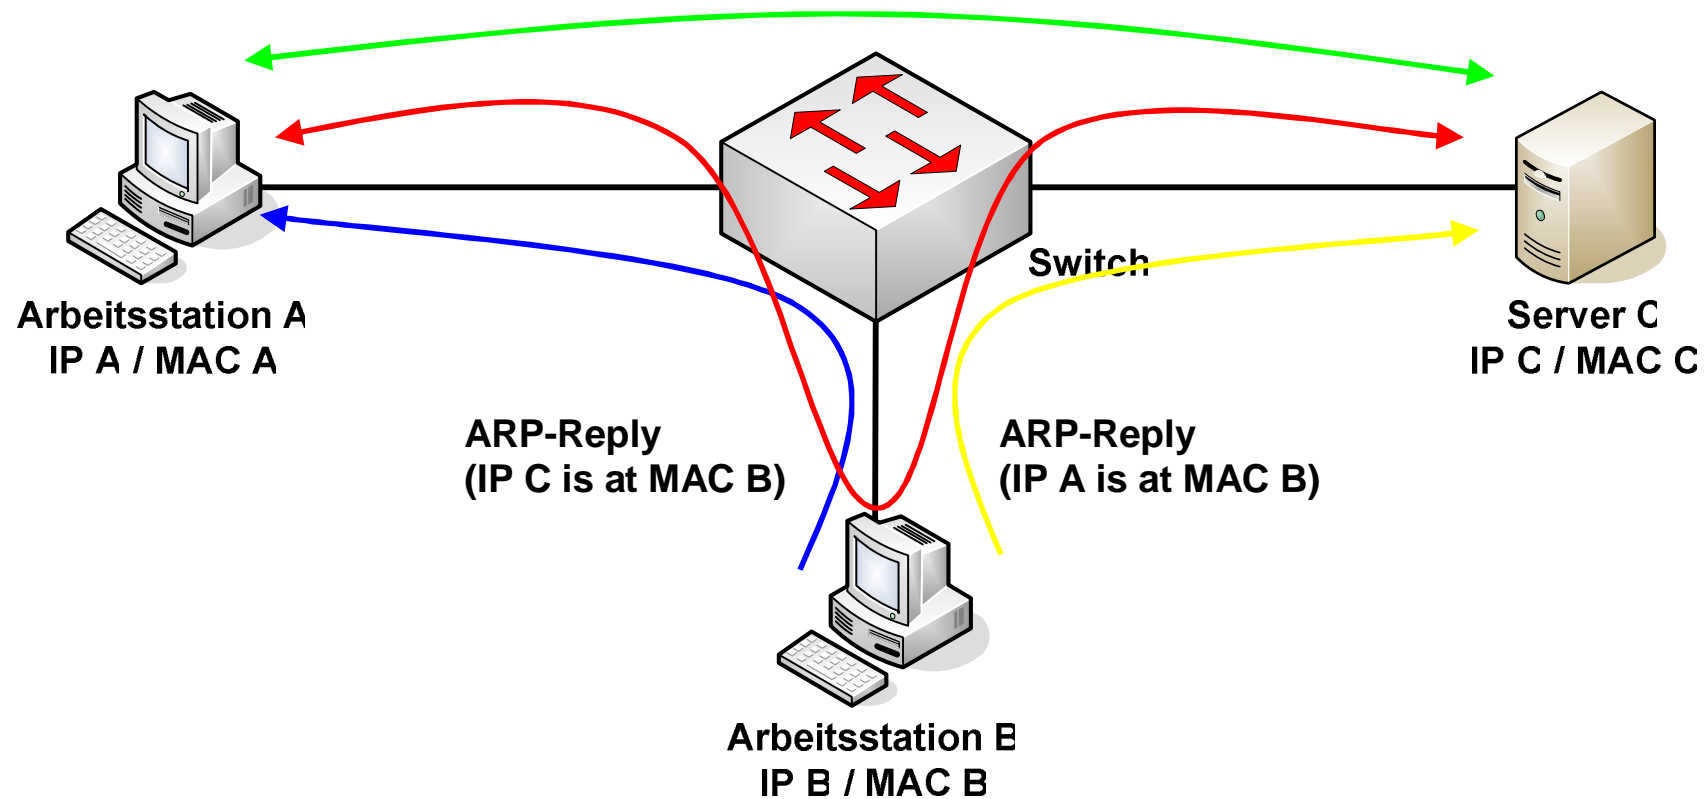 Switch
Arbeitsstation A
IP A / MAC A
Server C
IP C / MAC C
ARP-Reply
(IP C is at MAC B)
ARP-Reply
(IP A is at MAC B)
Arbeitsstation B
IP B / MAC B